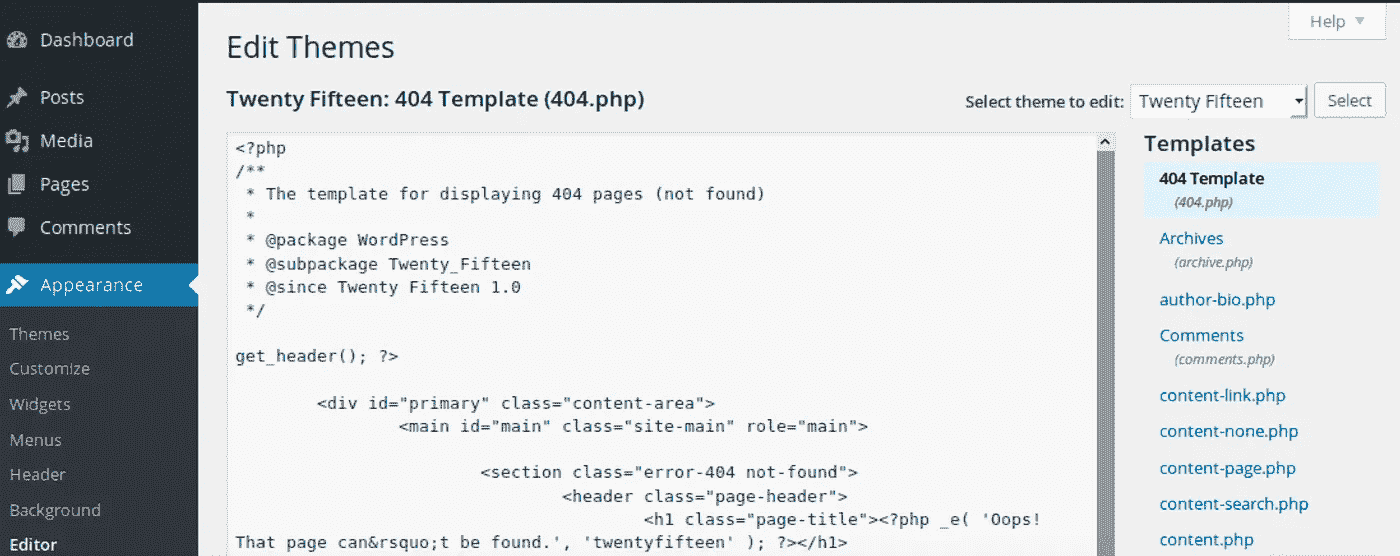 Help
Dashboard
Posts
Media
Pages
Comments
Appearance
Themes
Customize
Widgets
Menus
Header
Background
Editor
Edit Themes
Twenty Fifteen: 404 Template (404.php)
Select theme to edit: Twenty Fifteen Select
<?php
/**
 * The template for displaying 404 pages (not found)
 *
 * @package WordPress
 * @subpackage Twenty_Fifteen
 * @since Twenty Fifteen 1.0
 */
get_header(); ?>
<div id="primary" class="content-area">
<main id="main" class="site-main" role="main">
<section class="error-404 not-found">
<header class="page-header">
<h1 class="page-title"><?php _e( 'Oops!
That page can&rsquo;t be found.', 'twentyfifteen' ); ?></h1>
Templates
404 Template
(404.php)
Archives
(archive.php)
author-bio.php
Comments
(comments.php)
content-link.php
content-none.php
content-page.php
content-search.php
content.php